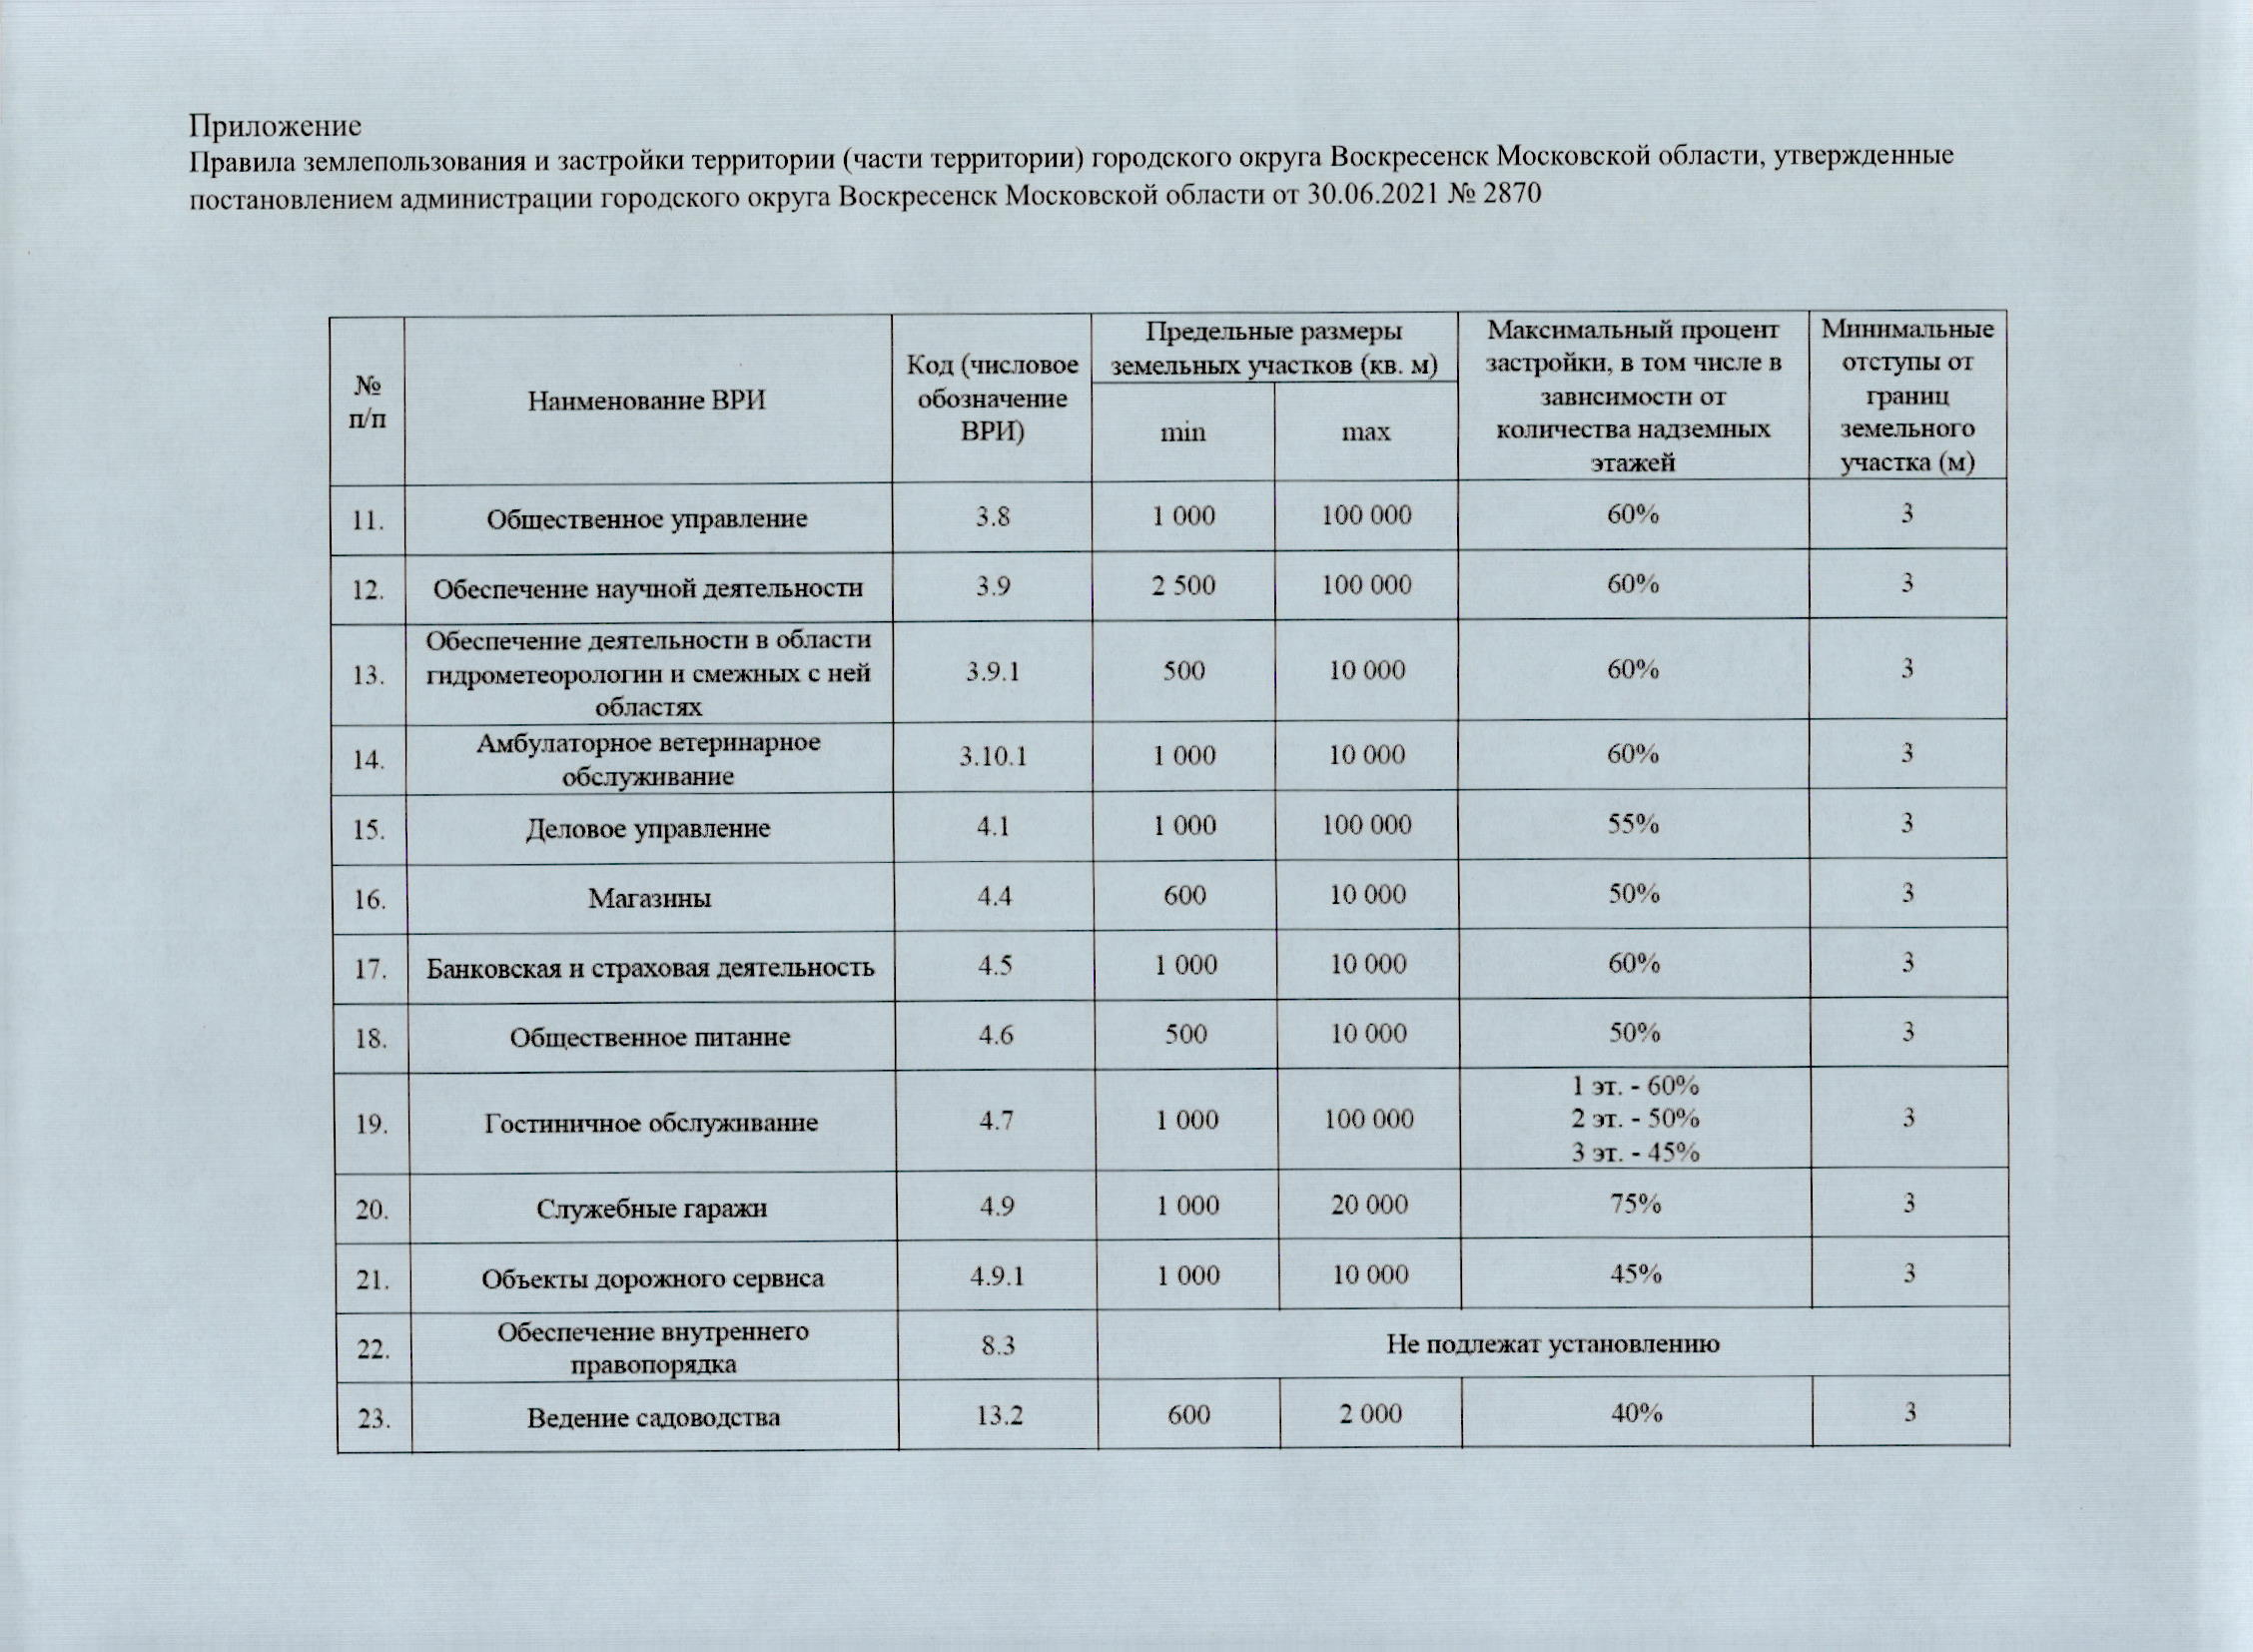 Приложение
Правила землепользования и застройки территории (части территории) городского округа Воскресенск Московской области, утвержденные
постановлением администрации городского округа Воскресенск Московской области от 30.06.2021 № 2870
№ п/п
Наименование ВРИ
Код (числовое
обозначение
ВРИ)
Предельные размеры
земельных участков (кв. м)
min max
Максимальный процент
застройки, в том числе в
зависимости от
количества надземных
этажей
Минимальные
отступы от
границ
земельного
участка (м)
11. Общественное управление 3.8 1 000 100 000 60% 3
12. Обеспечение научной деятельности 3.9 2 500 100 000 60% 3
Обеспечение деятельности в области
13. гидрометеорологии и смежных с ней 3.9.1 500 10 000 60% 3
областях
14. Амбулаторное ветеринарное 3.10.1 1 000 10 000 60% 3
обслуживание
15. Деловое управление 4.1 1 000 100 000 55% 3
16. Магазины 4.4 600 10 000 50% 3
17. Банковская и страховая деятельность 4.5 1 000 10 000 60% 3
18. Общественное питание 4.6 500 10 000 50% 3
19. Гостиничное обслуживание 4.7 1 000 100 000 1 эт. - 60%
2 эт. - 50%
3 эт. - 45% 3
20. Служебные гаражи 4.9 1 000 20 000 75% 3
21. Объекты дорожного сервиса 4.9.1 1 000 10 000 45% 3
22. Обеспечение внутреннего
правопорядка 8.3 Не подлежат установлению
23. Ведение садоводства 13.2 600 2 000 40% 3